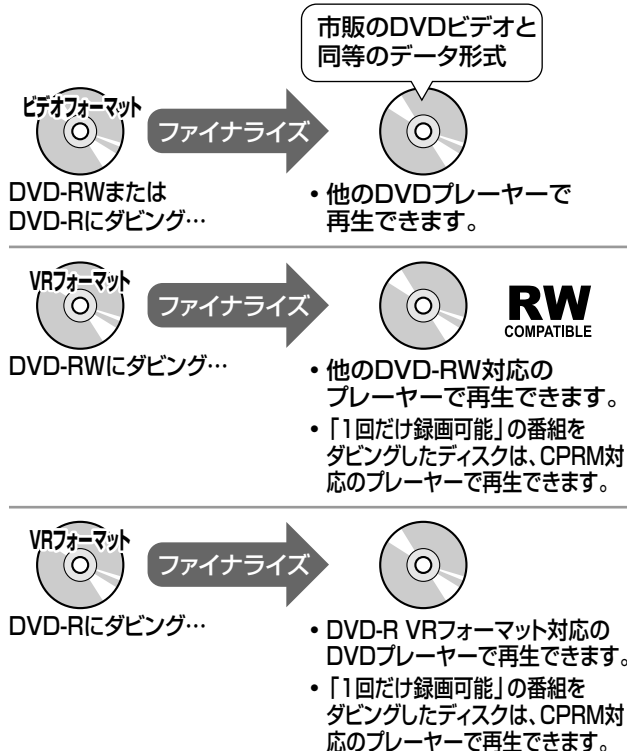 市販のDVDビデオと
同等のデータ形式
ビデオフォーマット
ファイナライズ
DVD-RWまたは
DVD-Rにダビング…
・他のDVDプレーヤーで
再生できます。
VRフォーマット
ファイナライズ
RW
COMPATIBLE
DVD-RWにダビング…
・他のDVD-RW対応の
プレーヤーで再生できます。
・「1回だけ録画可能」の番組を
ダビングしたディスクは、CPRM対
応のプレーヤーで再生できます。
VRフォーマット
ファイナライズ
DVD-Rにダビング…
・DVD-R VRフォーマット対応の
DVDプレーヤーで再生できます。
・「1回だけ録画可能」の番組を
ダビングしたディスクは、CPRM対
応のプレーヤーで再生できます。